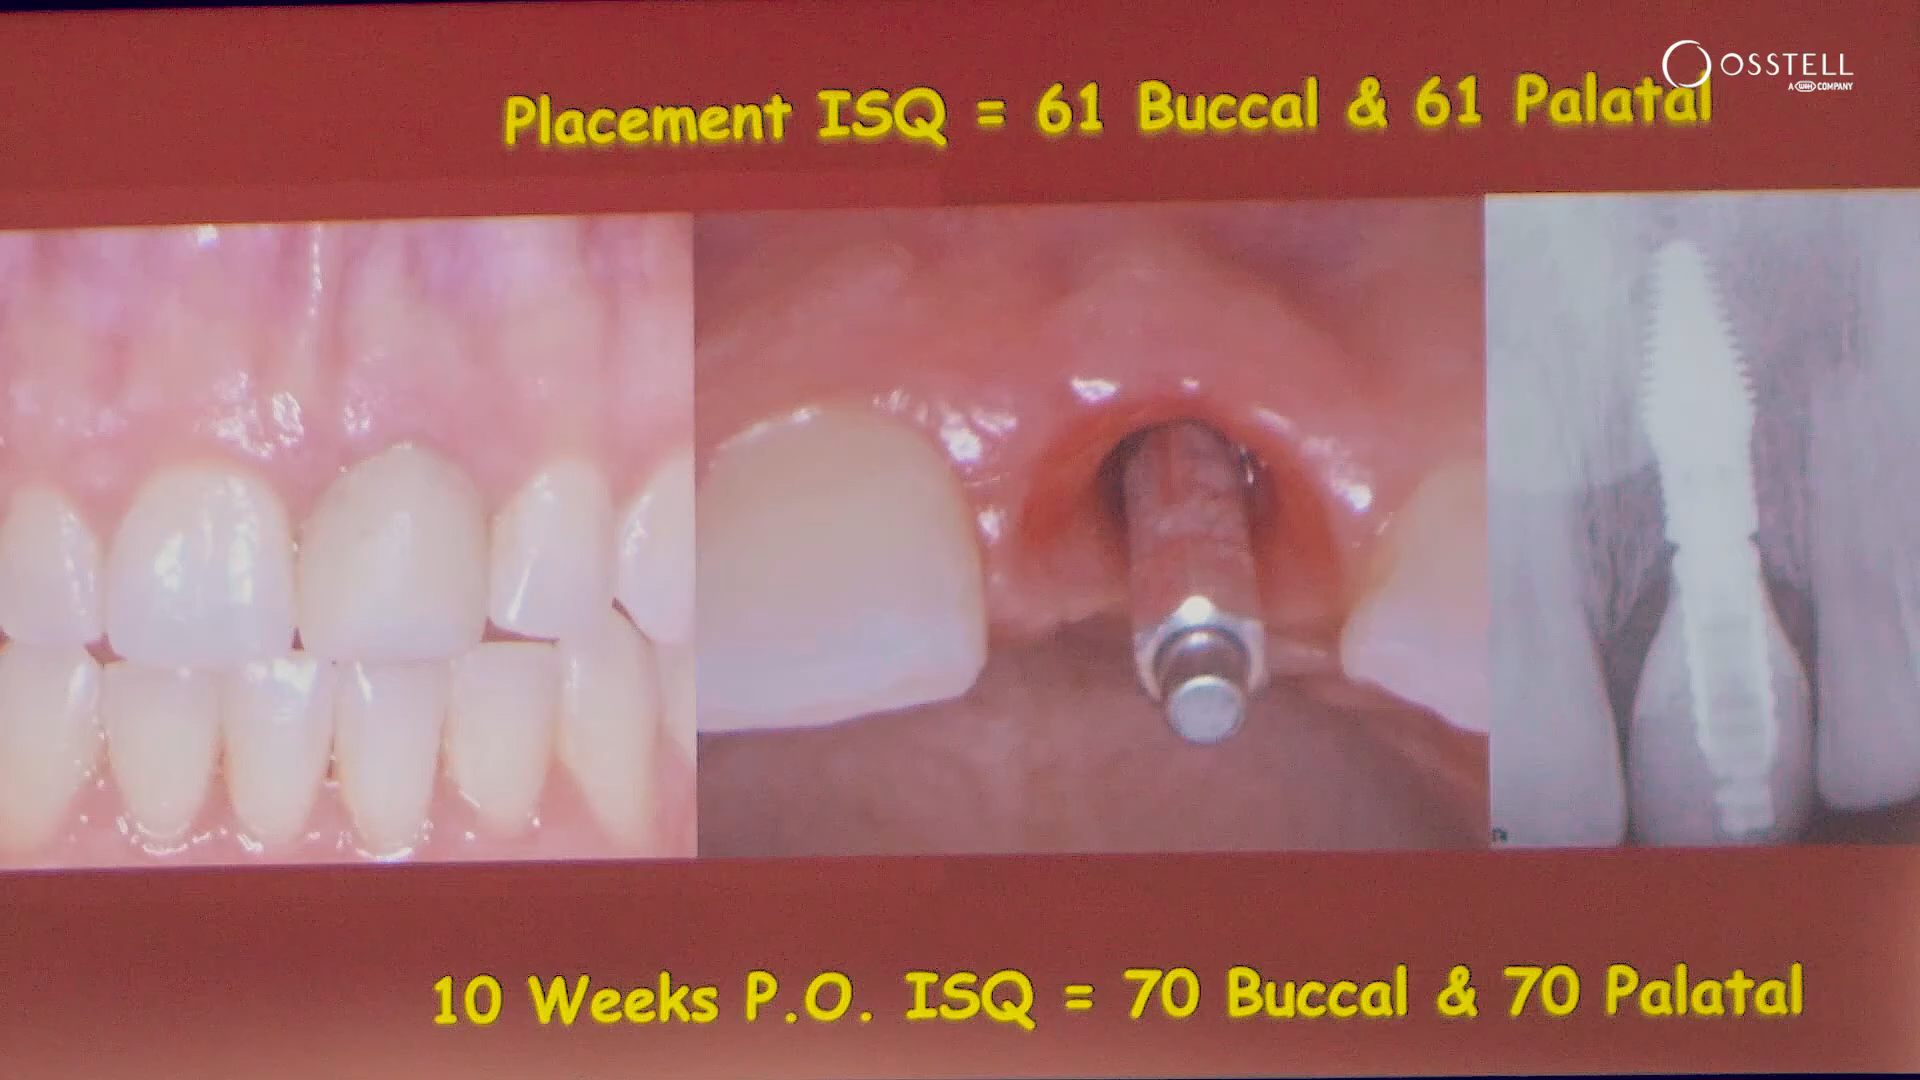 OSSTELL
A W&H COMPANY
Placement ISQ = 61 Buccal & 61 Palatal
10 Weeks P.O. ISQ = 70 Buccal & 70 Palatal